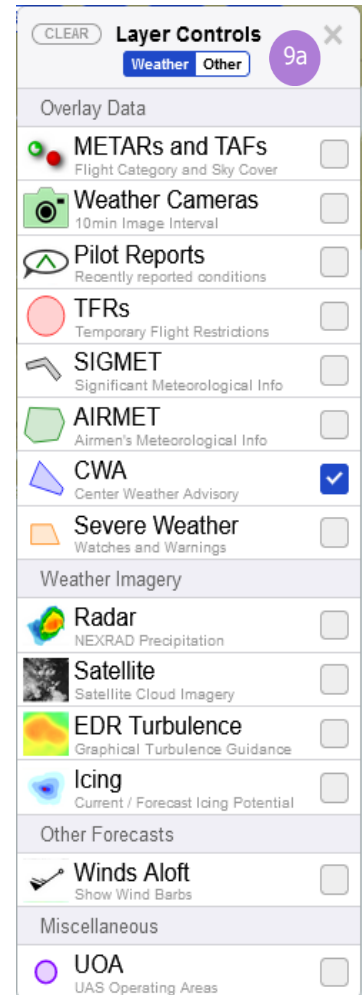 CLEAR Layer Controls ×
Weather Other 9a
Overlay Data
METARs and TAFs
Flight Category and Sky Cover
Weather Cameras
10min Image Interval
Pilot Reports
Recently reported conditions
TFRs
Temporary Flight Restrictions
SIGMET
Significant Meteorological Info
AIRMET
Airmen's Meteorological Info
CWA
Center Weather Advisory
Severe Weather
Watches and Warnings
Weather Imagery
Radar
NEXRAD Precipitation
Satellite
Satellite Cloud Imagery
EDR Turbulence
Graphical Turbulence Guidance
Icing
Current / Forecast Icing Potential
Other Forecasts
Winds Aloft
Show Wind Barbs
Miscellaneous
UOA
UAS Operating Areas